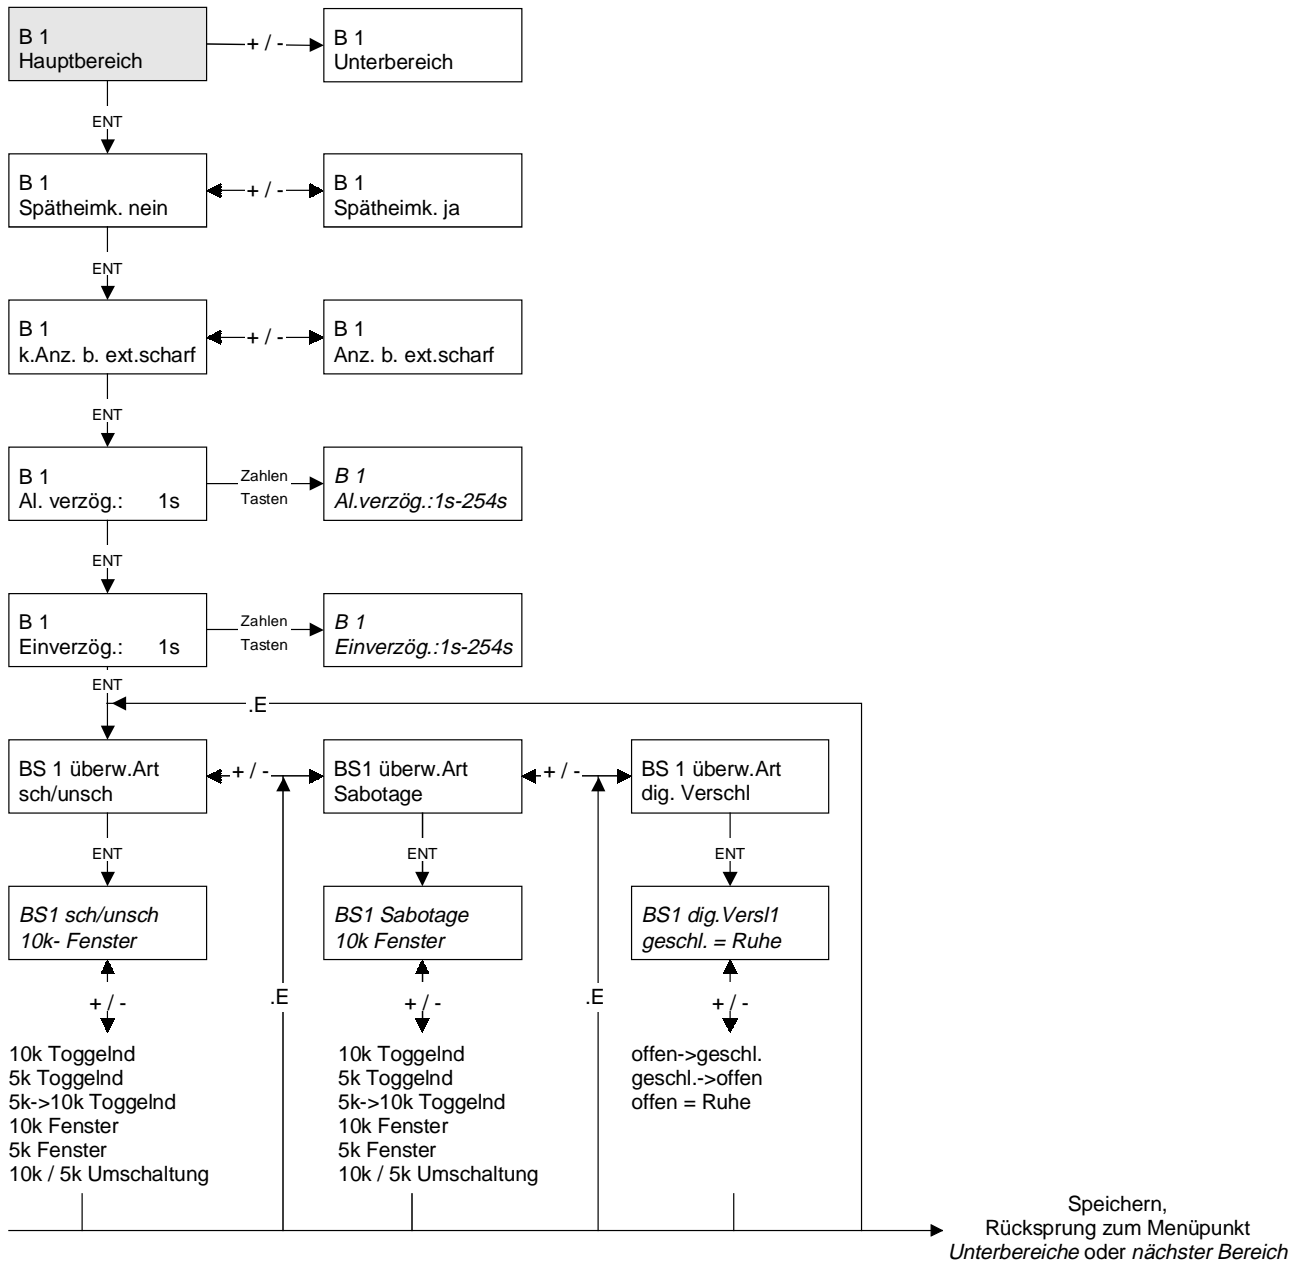 B 1
Hauptbereich
+ / -
B 1
Unterbereich
ENT
B 1
Spätheimk. nein
+ / -
B 1
Spätheimk. ja
ENT
B 1
k.Anz. b. ext.scharf
+ / -
B 1
Anz. b. ext.scharf
ENT
B 1
Al. verzög.: 1s
Zahlen
Tasten
B 1
Al.verzög.:1s-254s
ENT
B 1
Einverzög.: 1s
Zahlen
Tasten
B 1
Einverzög.:1s-254s
ENT
.E
BS 1 überw.Art
sch/unsch
+ / -
BS1 überw.Art
Sabotage
+ / -
BS 1 überw.Art
dig. Verschl
ENT
ENT
ENT
BS1 sch/unsch
10k- Fenster
BS1 Sabotage
10k Fenster
BS1 dig.Versl1
geschl. = Ruhe
+ / -
.E
+ / -
.E
+ / -
10k Toggelnd
5k Toggelnd
5k->10k Toggelnd
10k Fenster
5k Fenster
10k / 5k Umschaltung
10k Toggelnd
5k Toggelnd
5k->10k Toggelnd
10k Fenster
5k Fenster
10k / 5k Umschaltung
offen->geschl.
geschl.->offen
offen = Ruhe
Speichern,
Rücksprung zum Menüpunkt
Unterbereiche oder nächster Bereich